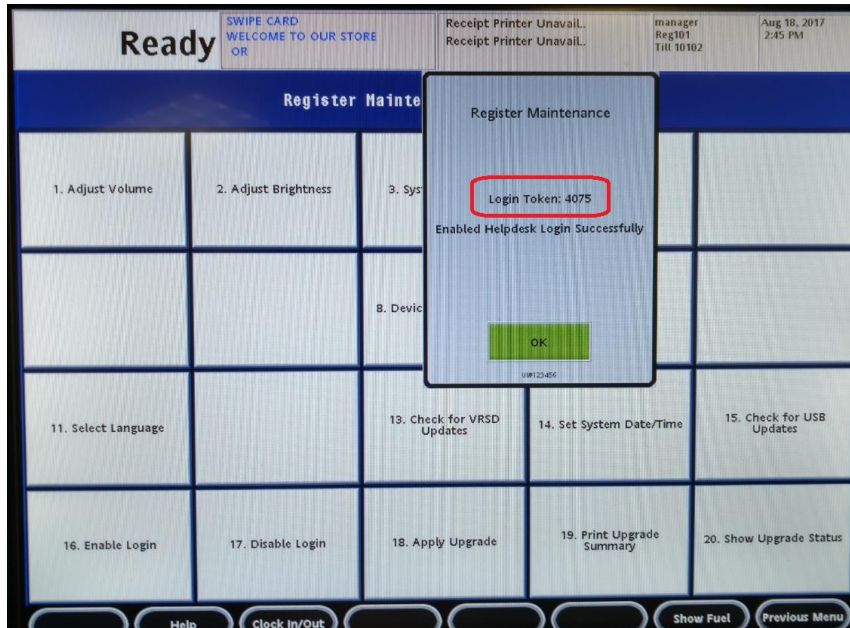 Ready
SWIPE CARD
WELCOME TO OUR STORE
OR
Receipt Printer Unavail..
Receipt Printer Unavail..
manager
Reg101
Till 10102
Aug 18, 2017
2:45 PM
Register Mainte
Register Maintenance
Login Token: 4075
Enabled Helpdesk Login Successfully
OK
1. Adjust Volume
2. Adjust Brightness
3. Sys
8. Devic
11. Select Language
13. Check for VRSD
Updates
14. Set System Date/Time
15. Check for USB
Updates
16. Enable Login
17. Disable Login
18. Apply Upgrade
19. Print Upgrade
Summary
20. Show Upgrade Status
Help
Clock In/Out
Show Fuel
Previous Menu